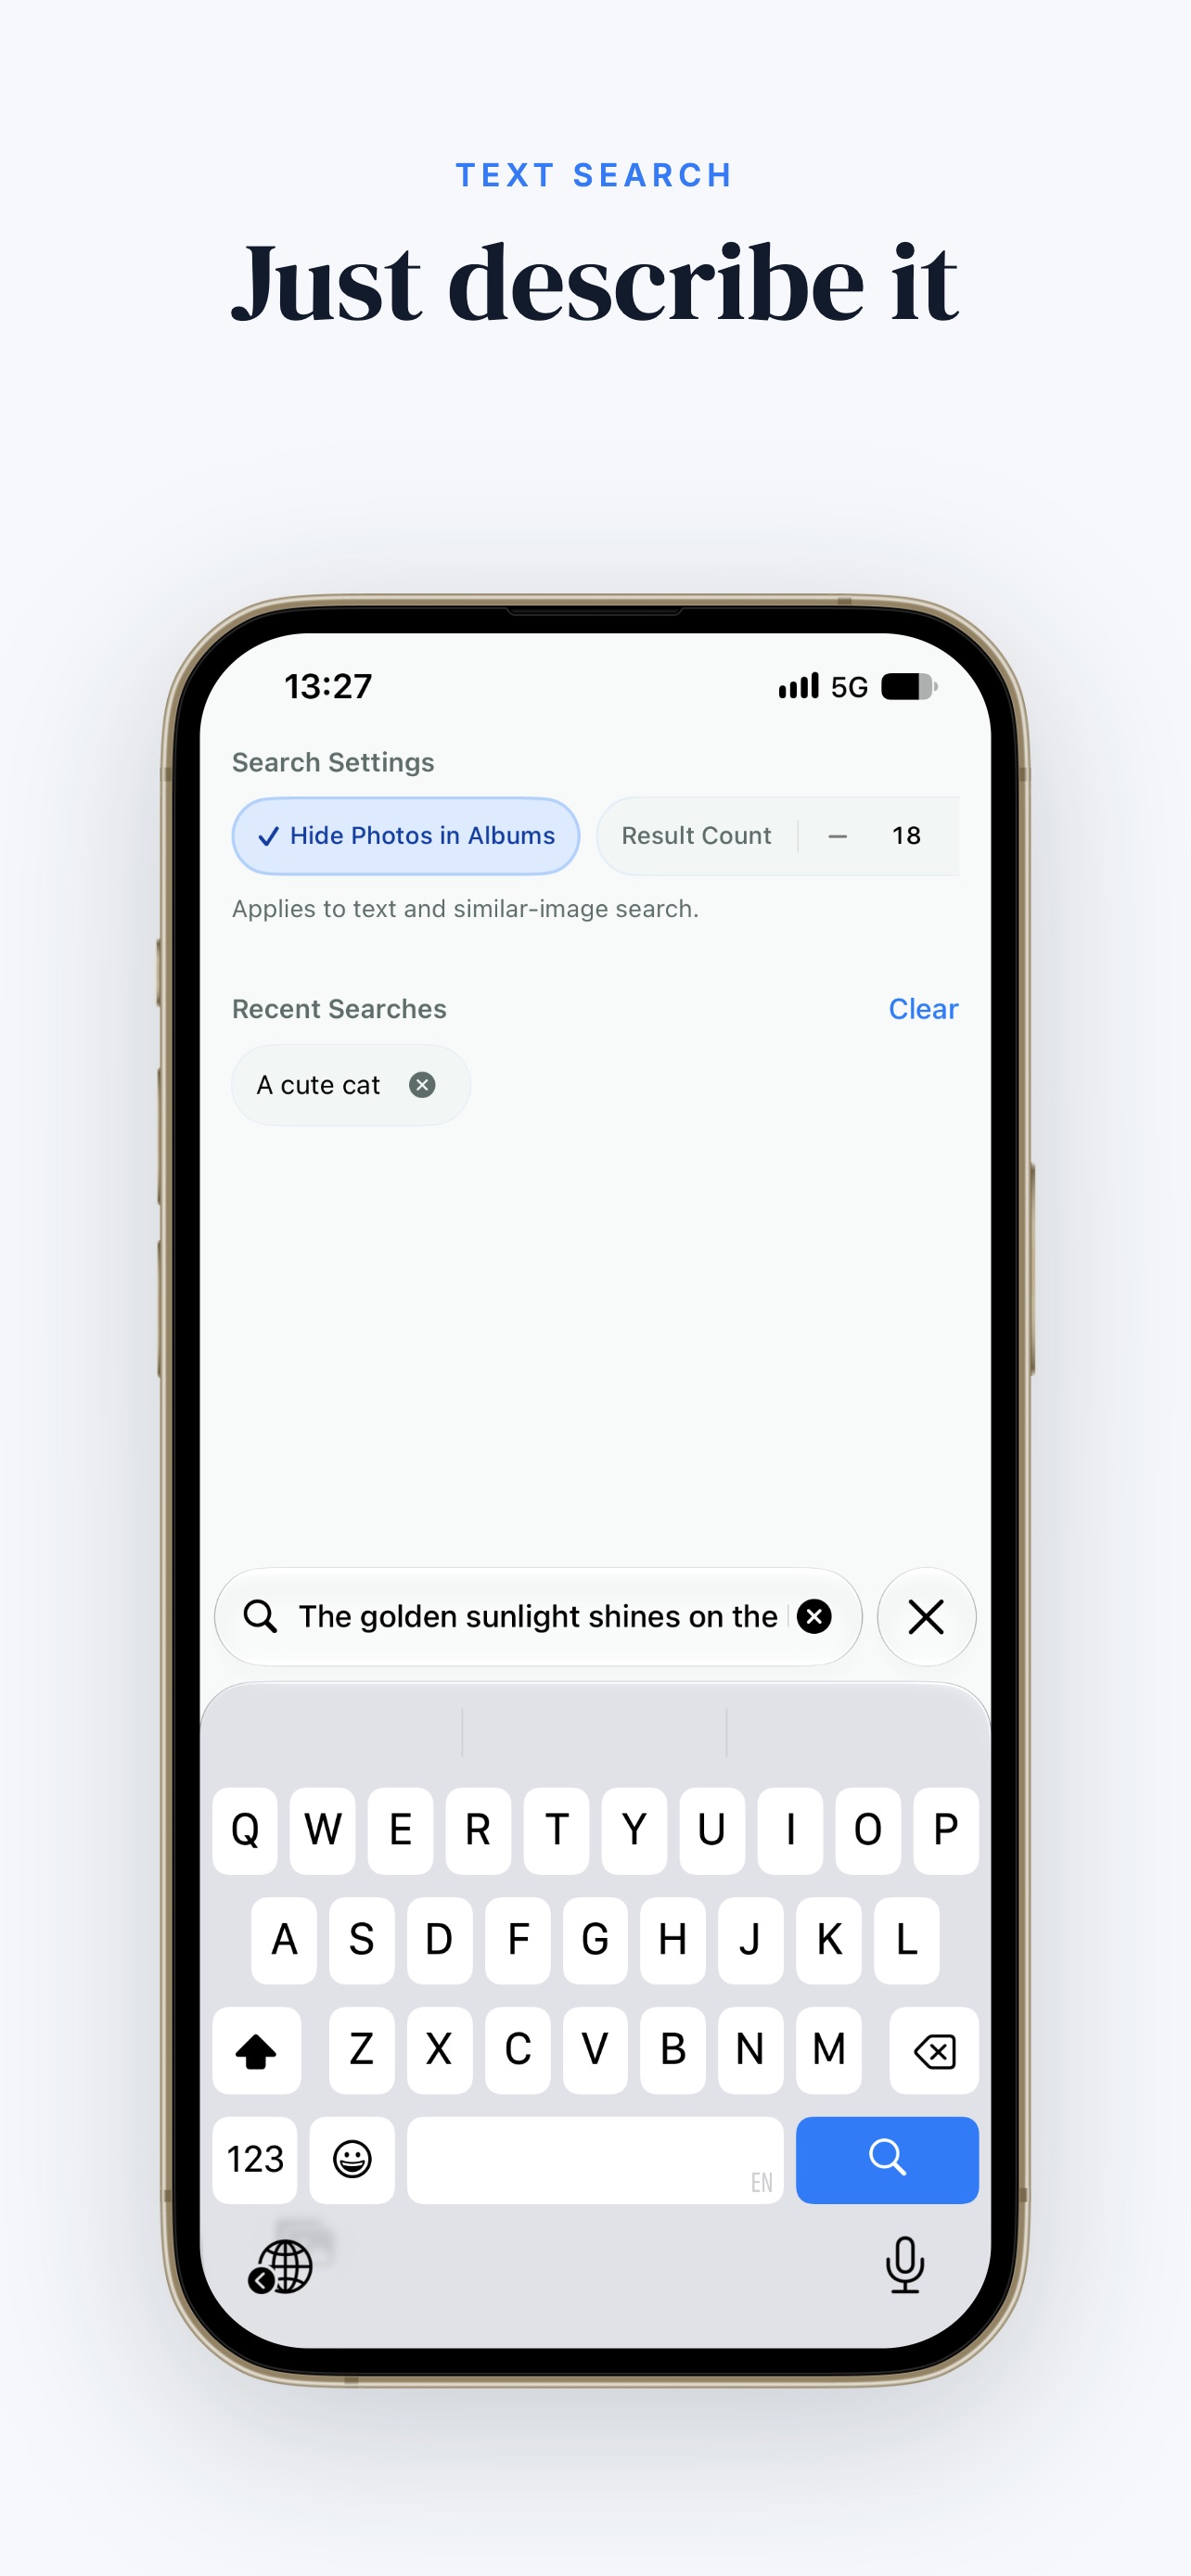 TEXT SEARCH
Just describe it
13:27 5G
Search Settings
Hide Photos in Albums Result Count 18
Applies to text and similar-image search.
Recent Searches Clear
A cute cat
The golden sunlight shines on the
Q W E R T Y U I O P
A S D F G H J K L
Z X C V B N M
123 EN